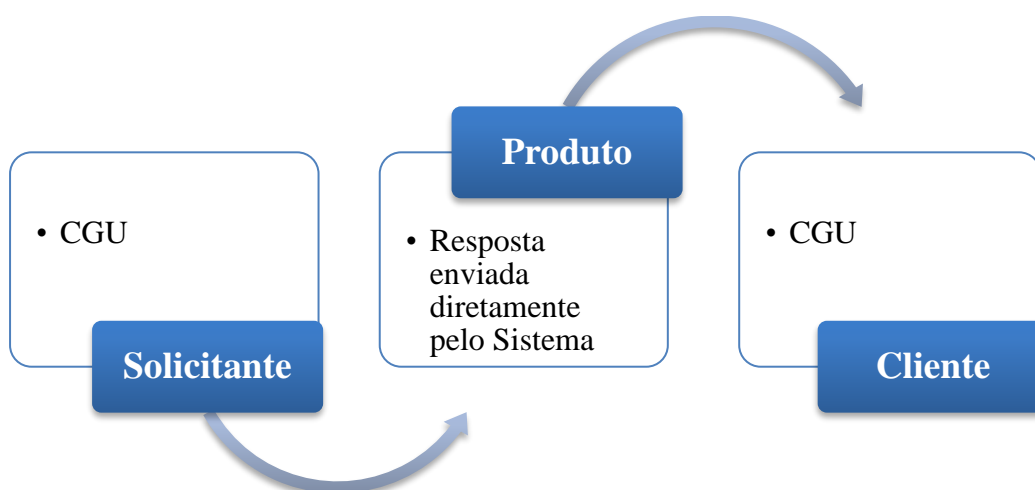 • CGU
Solicitante
Produto
• Resposta
enviada
diretamente
pelo Sistema
• CGU
Cliente